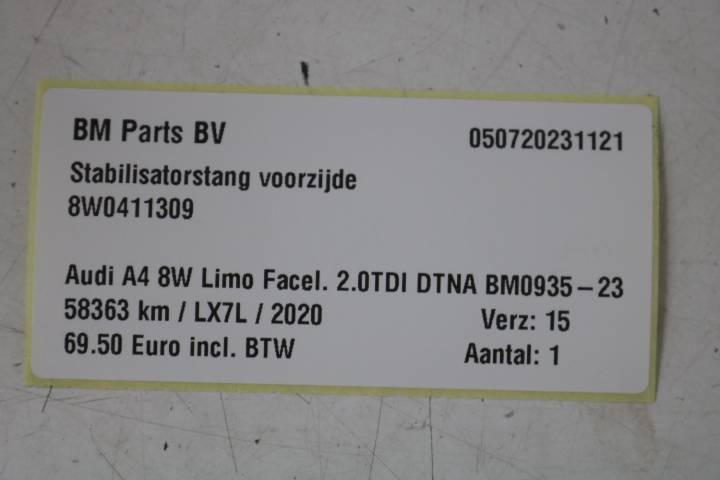 BM Parts BV 050720231121
Stabilisatorstang voorzijde
8W0411309
Audi A4 8W Limo Facel. 2.0TDI DTNA BM0935-23
58363 km / LX7L / 2020 Verz: 15
69.50 Euro incl. BTW Aantal: 1